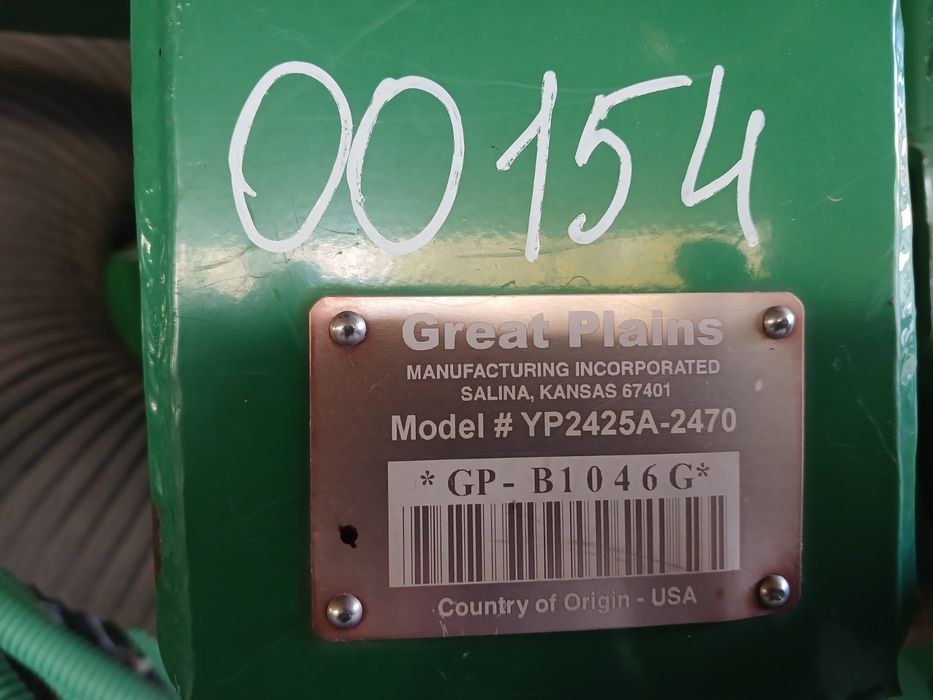 00154
Great Plains
MANUFACTURING INCORPORATED
SALINA, KANSAS 67401
Model # YP2425A-2470
*GP- B1046G*
Country of Origin - USA